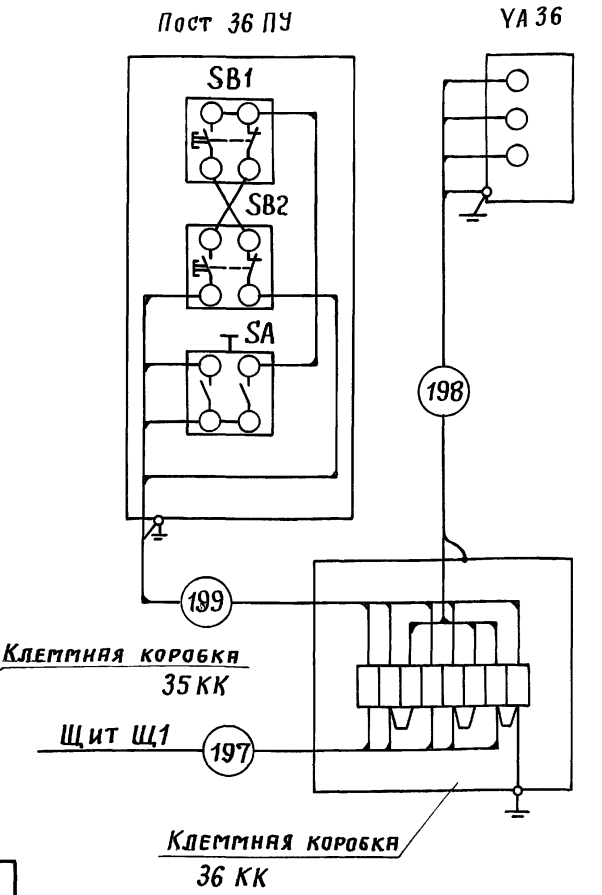 Пост 36 ПУ
YA 36
SB1
SB2
SA
198
199
Клеммная коробка
35 КК
Щит Щ1
197
Клеммная коробка
36 КК